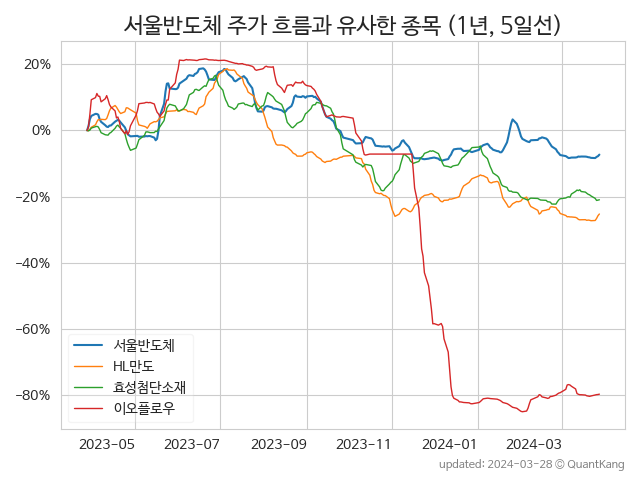 서울반도체 주가 흐름과 유사한 종목 (1년, 5일선)
20%
0%
−20%
−40%
−60%
−80%
서울반도체
HL만도
효성첨단소재
이오플로우
2023-05 2023-07 2023-09 2023-11 2024-01 2024-03
updated: 2024-03-28 © QuantKang